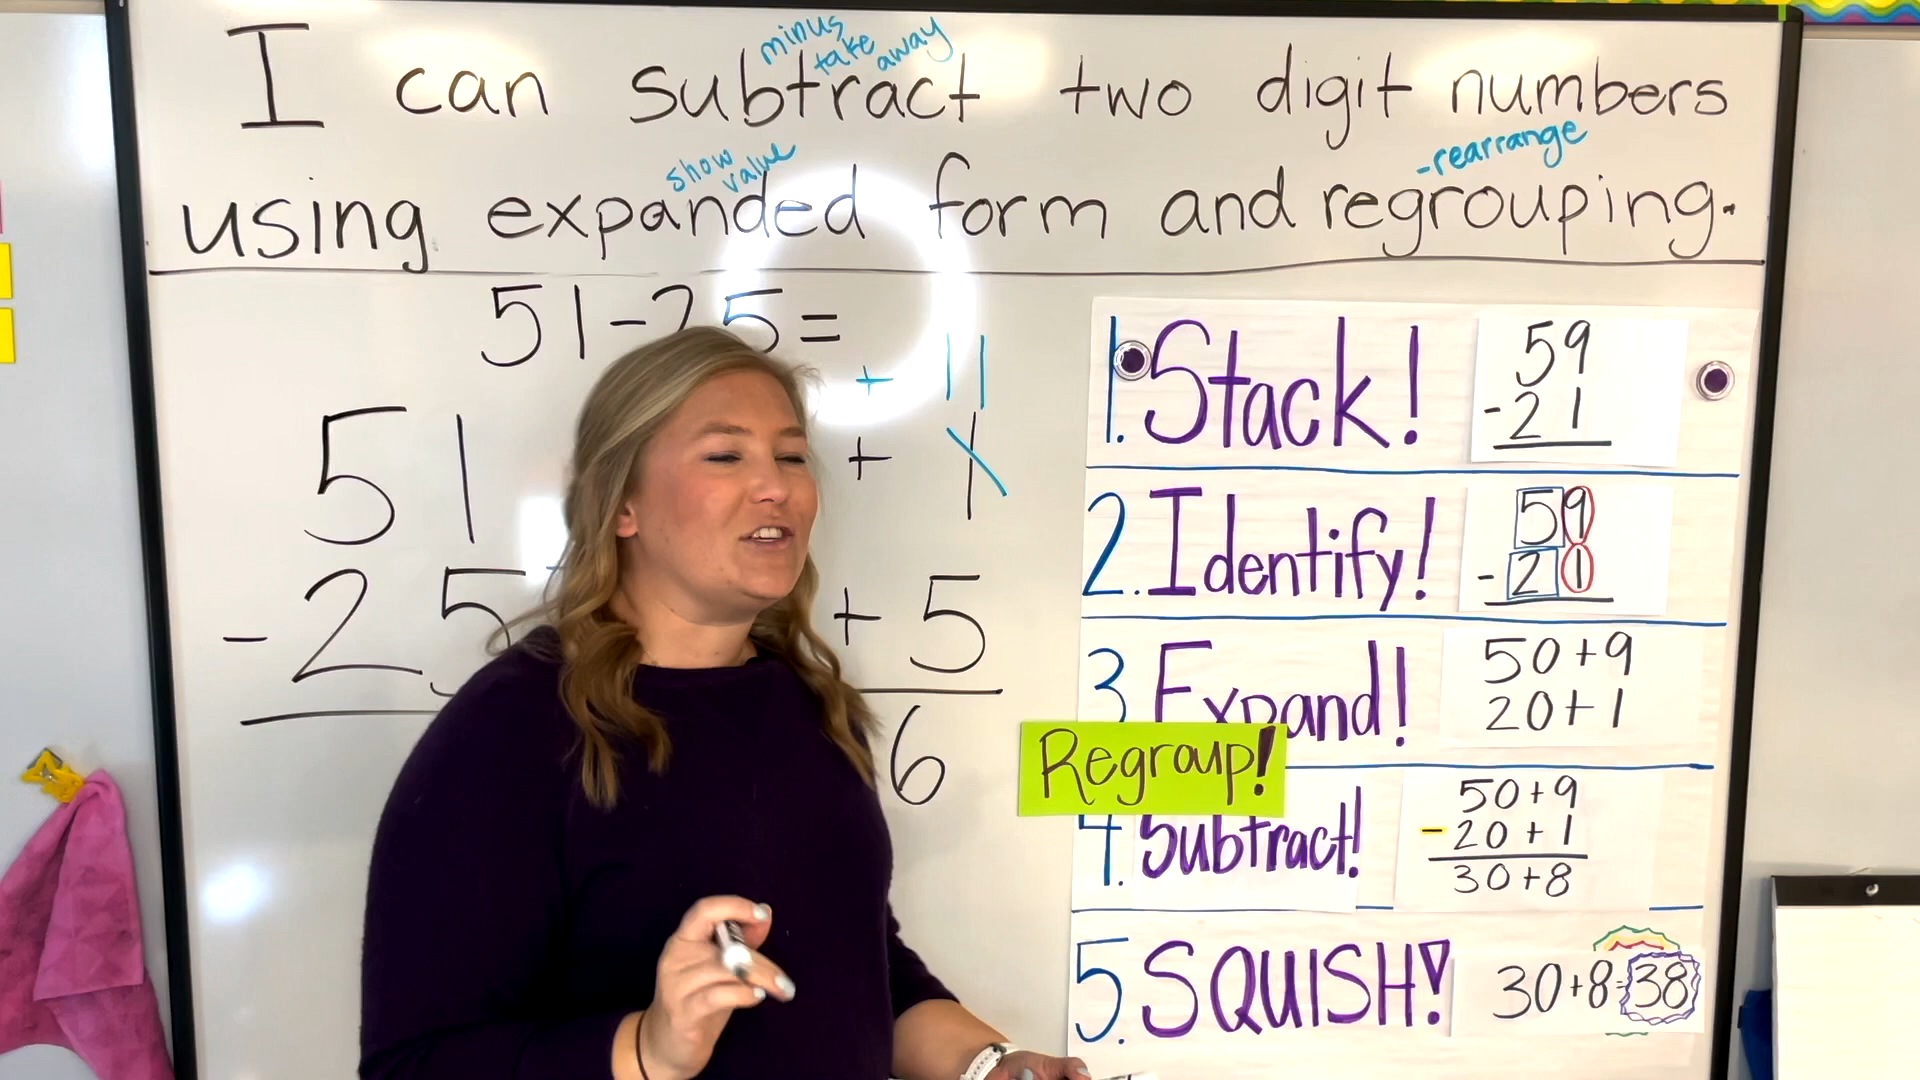 minus
take away
I can subtract two digit numbers
show
value
-rearrange
using expanded form and regrouping.
51-25=
+ 11
51
+ 1
- 25
+ 5
6
1. Stack!
59
- 21
2. Identify!
59
- 21
3 Expand!
50+9
20+1
Regroup!
4. Subtract!
50+9
- 20+1
30+8
5. SQUISH!
30+8=38